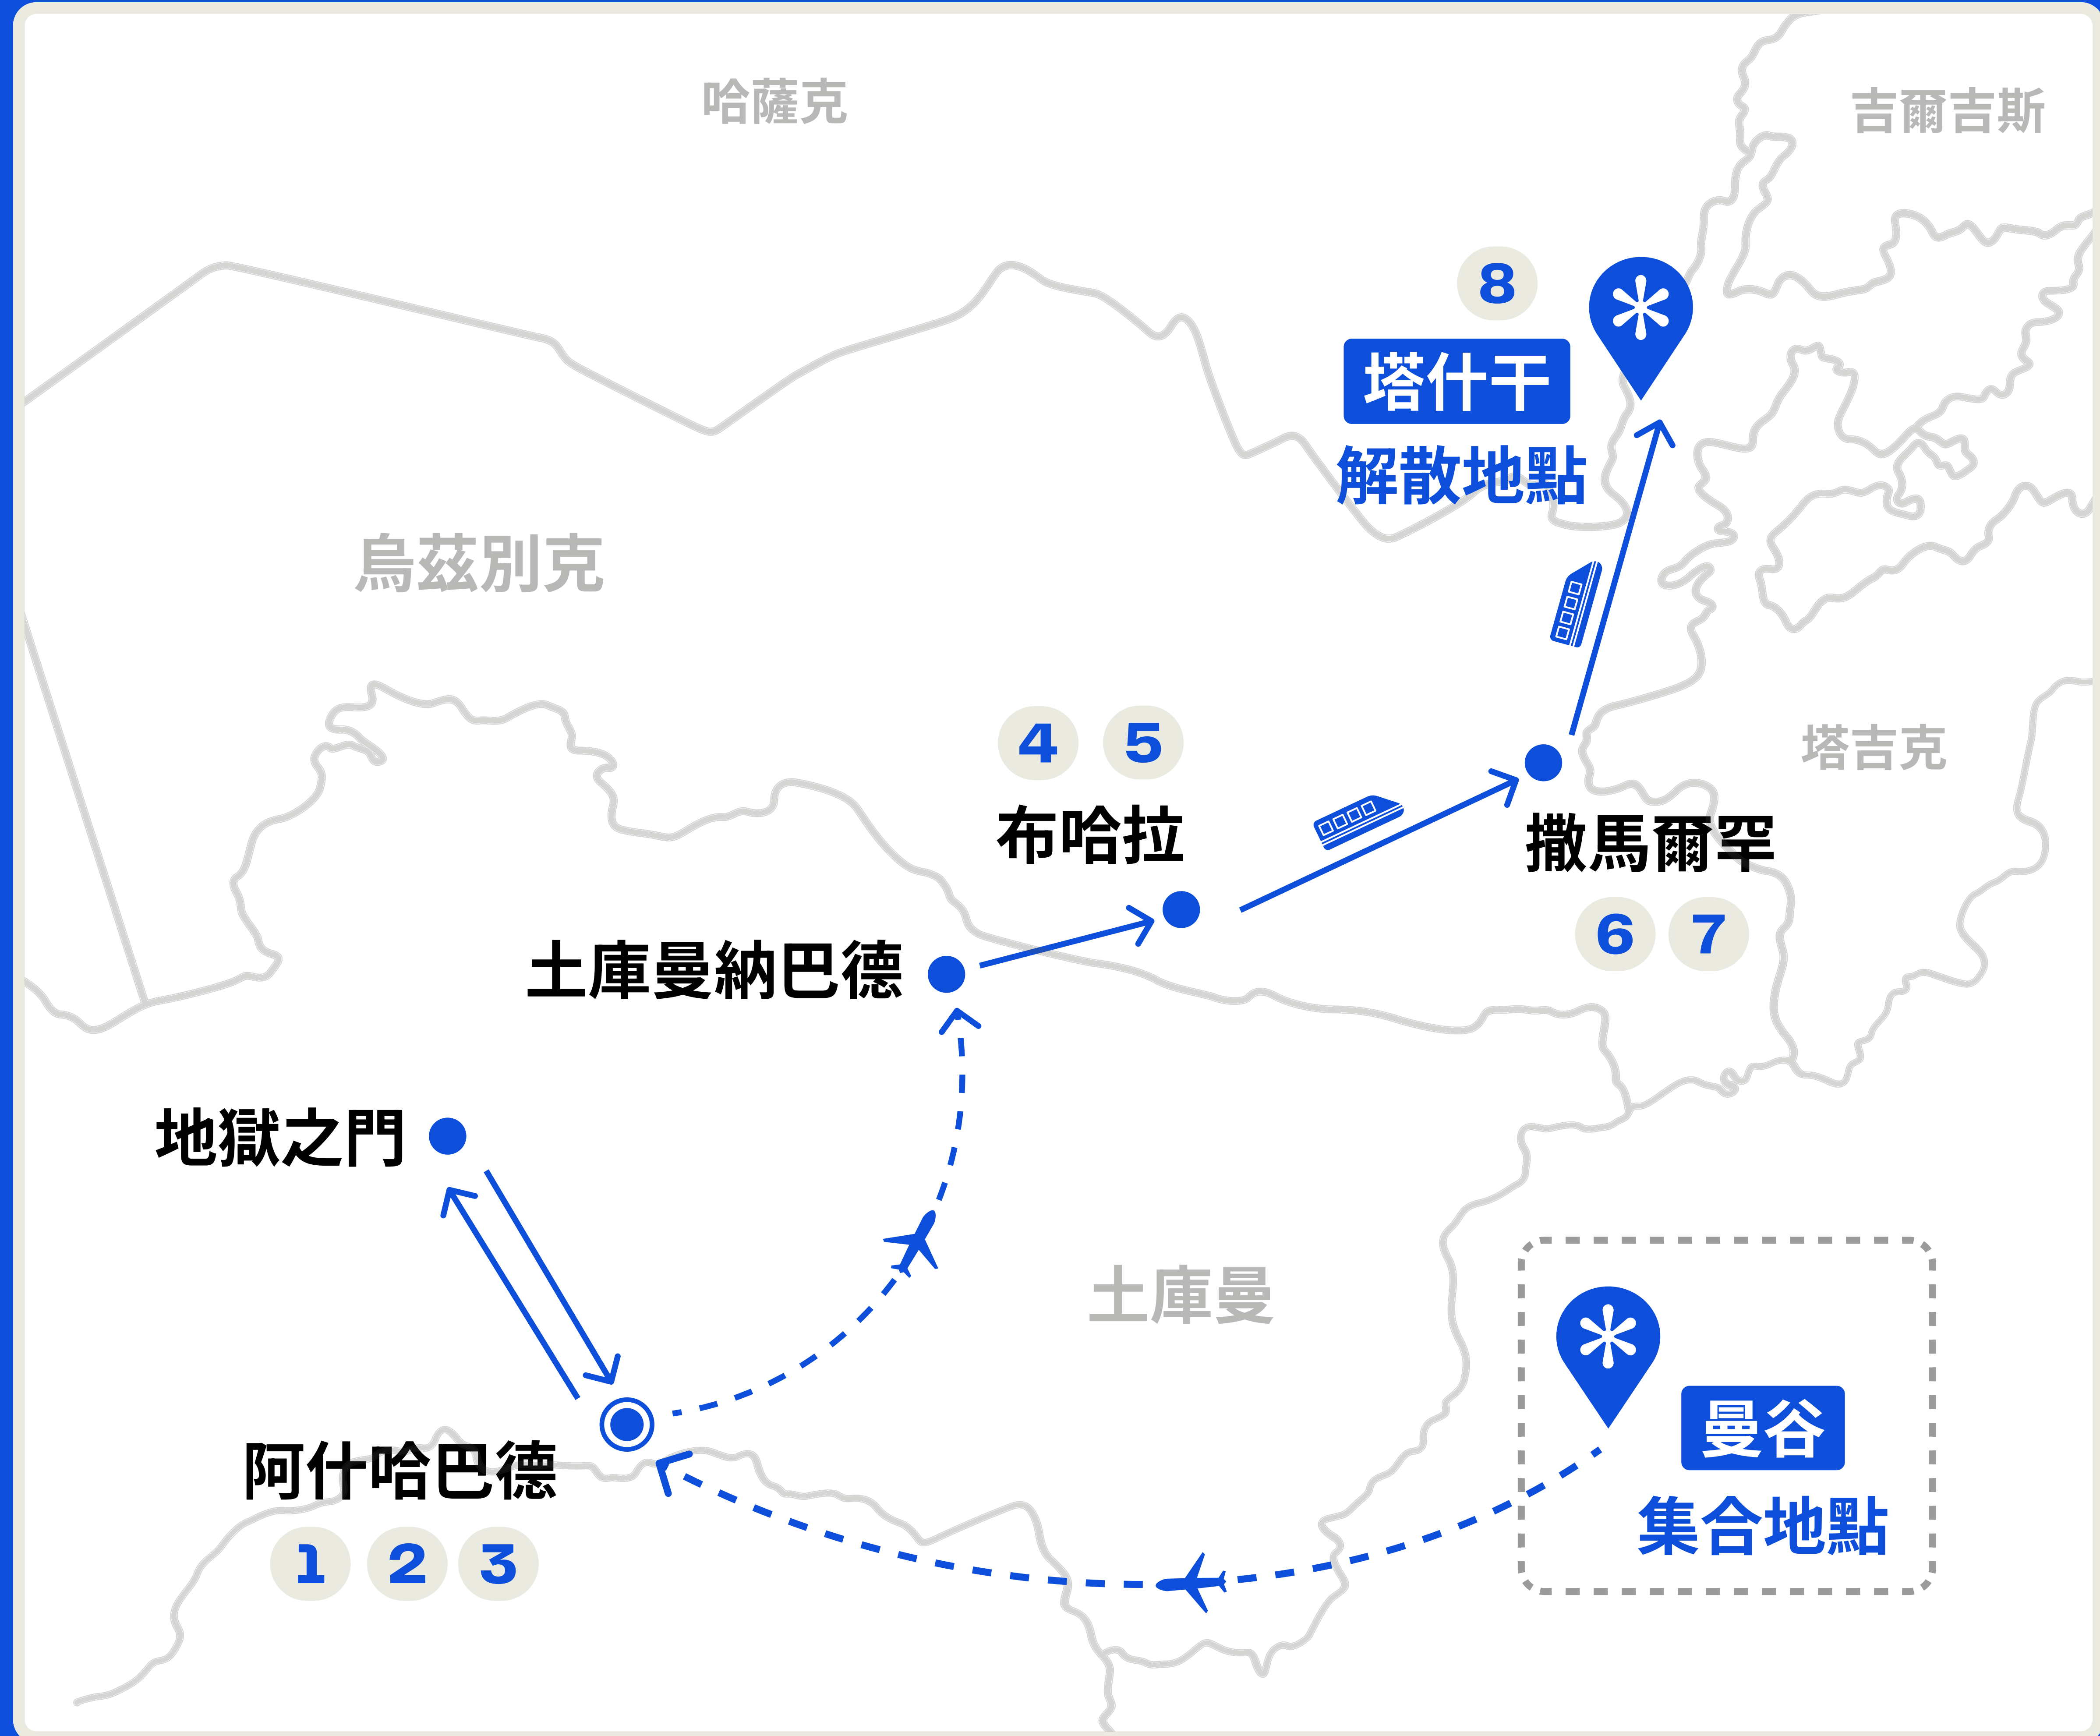 哈薩克
吉爾吉斯
8
塔什干
解散地點
烏茲別克
4 5
布哈拉
塔吉克
撒馬爾罕
6 7
土庫曼納巴德
地獄之門
土庫曼
曼谷
集合地點
阿什哈巴德
1 2 3